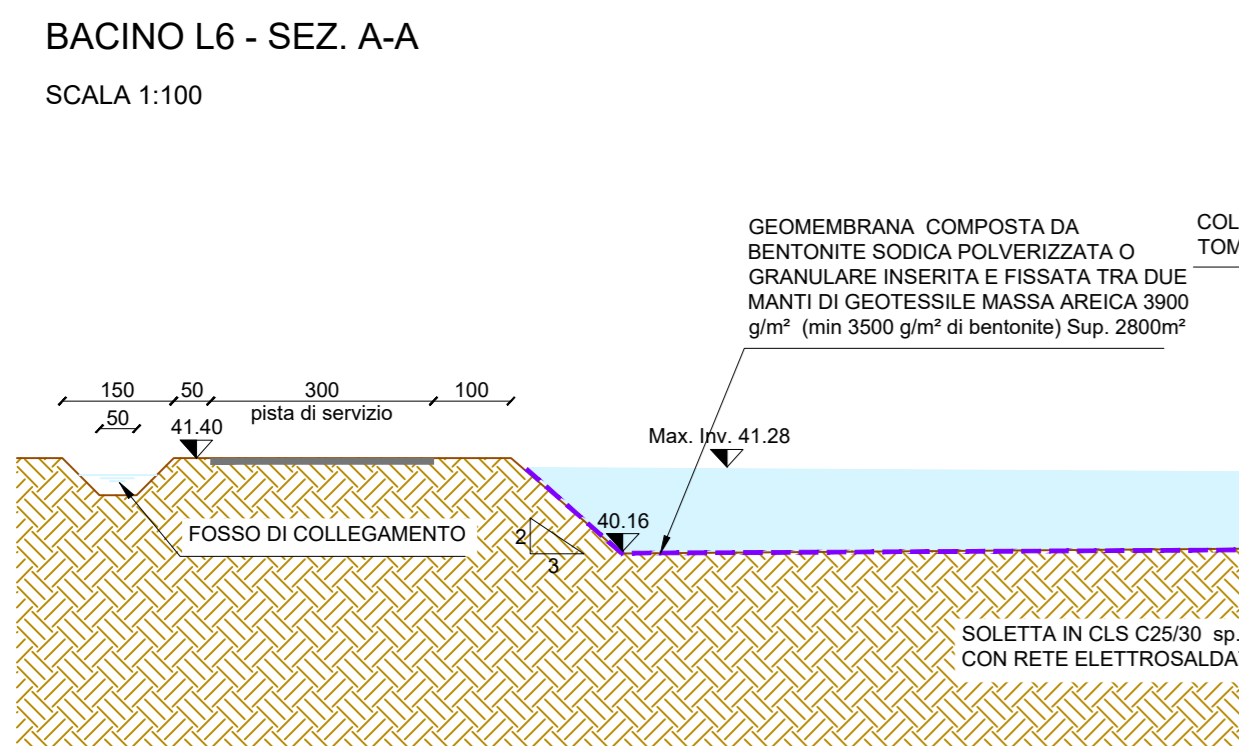 BACINO L6 - SEZ. A-A
SCALA 1:100
GEOMEMBRANA COMPOSTA DA
BENTONITE SODICA POLVERIZZATA O
GRANULARE INSERITA E FISSATA TRA DUE
MANTI DI GEOTESSILE MASSA AREICA 3900
g/m² (min 3500 g/m² di bentonite) Sup. 2800m²
COL
TOM
150
50
300
100
50
pista di servizio
41.40
Max. Inv. 41.28
FOSSO DI COLLEGAMENTO
2
3
40.16
SOLETTA IN CLS C25/30 sp.
CON RETE ELETTROSALDA